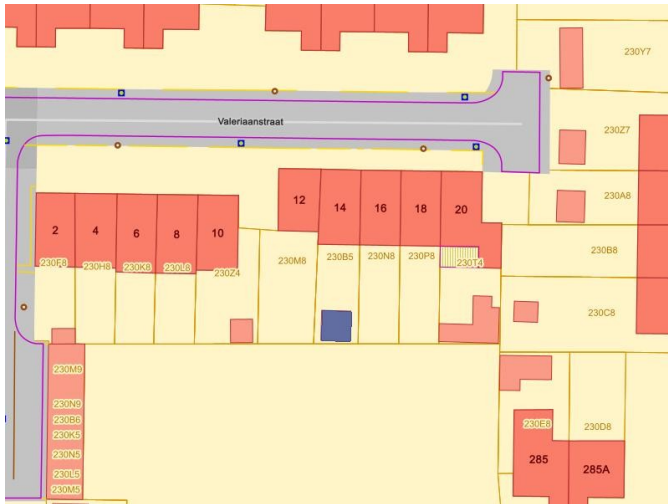 230Y7
Valeriaanstraat
230Z7
230A8
12
14
16
18
20
2
4
6
8
10
230B8
230F8
230H8
230K8
230L8
230Z4
230M8
230B5
230N8
230P8
230T4
230C8
230M9
230N9
230B6
230K5
230N5
230L5
230M5
230E8
230D8
285
285A